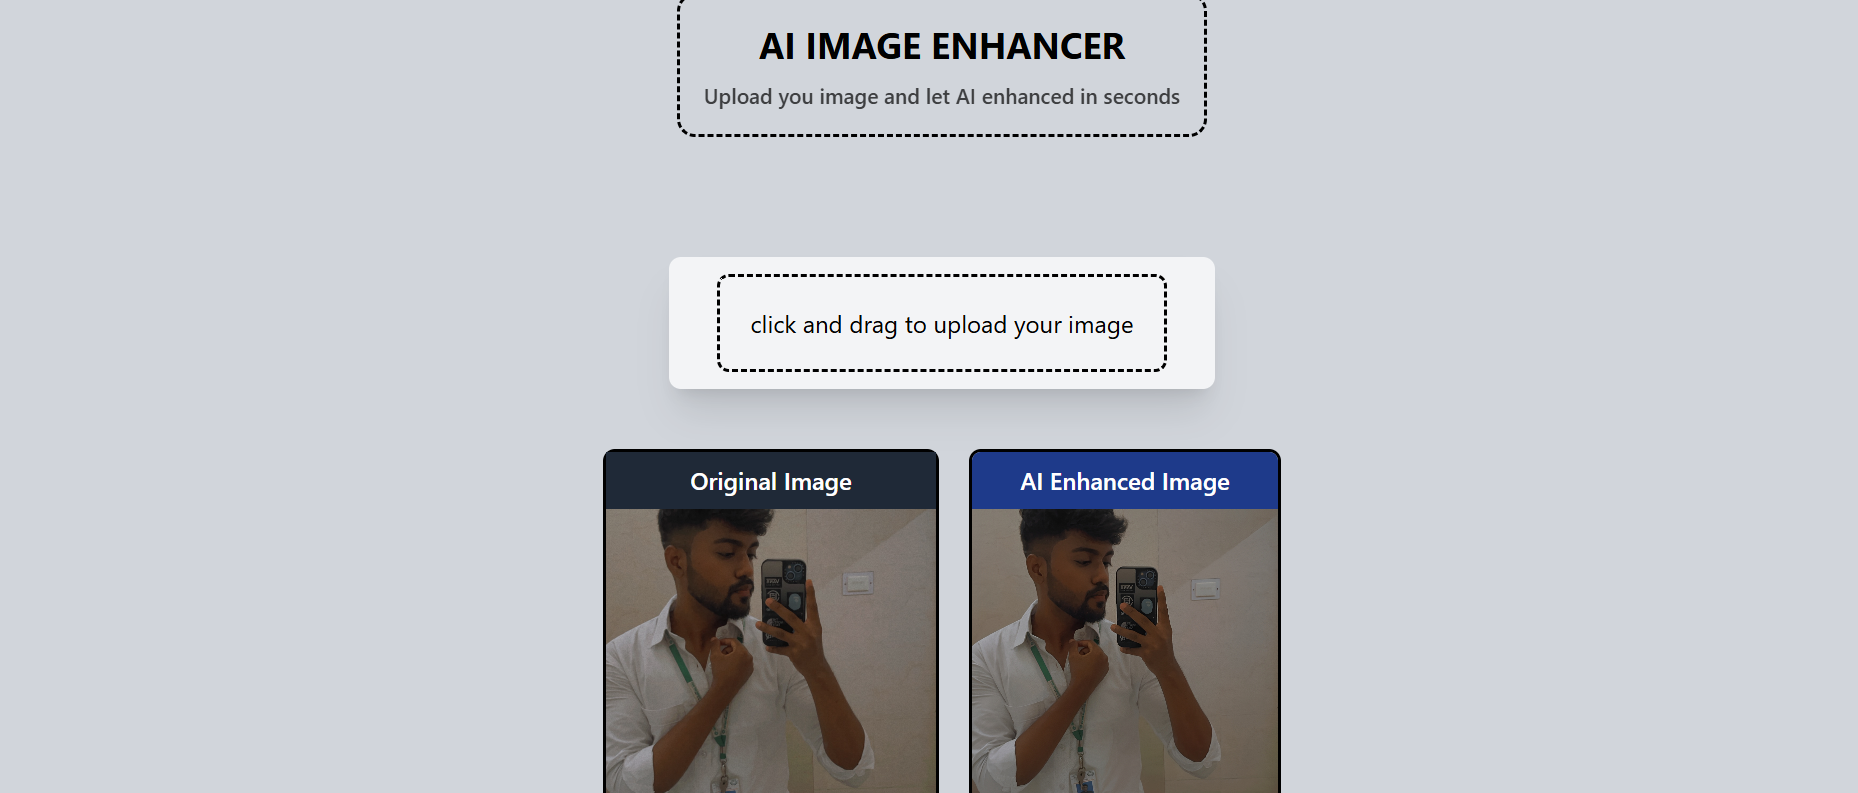 AI IMAGE ENHANCER
Upload you image and let AI enhanced in seconds
click and drag to upload your image
Original Image
AI Enhanced Image